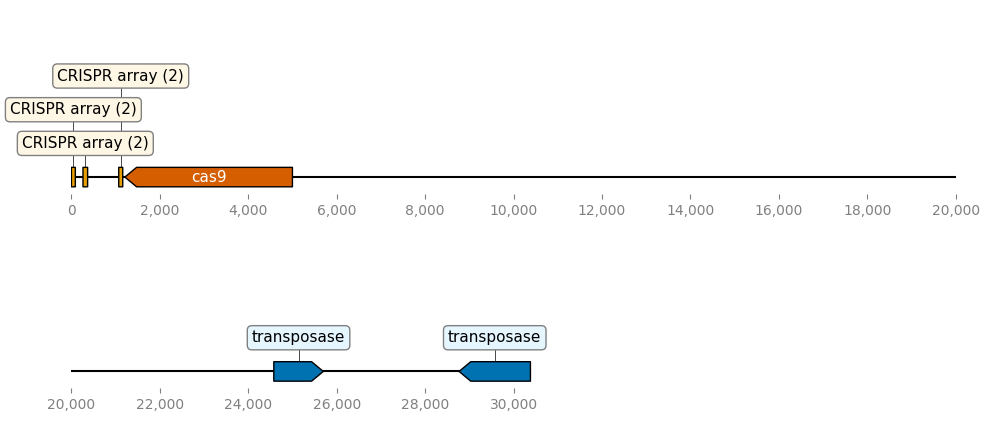 CRISPR array (2)
CRISPR array (2)
CRISPR array (2)
cas9
0 2,000 4,000 6,000 8,000 10,000 12,000 14,000 16,000 18,000 20,000
transposase transposase
20,000 22,000 24,000 26,000 28,000 30,000